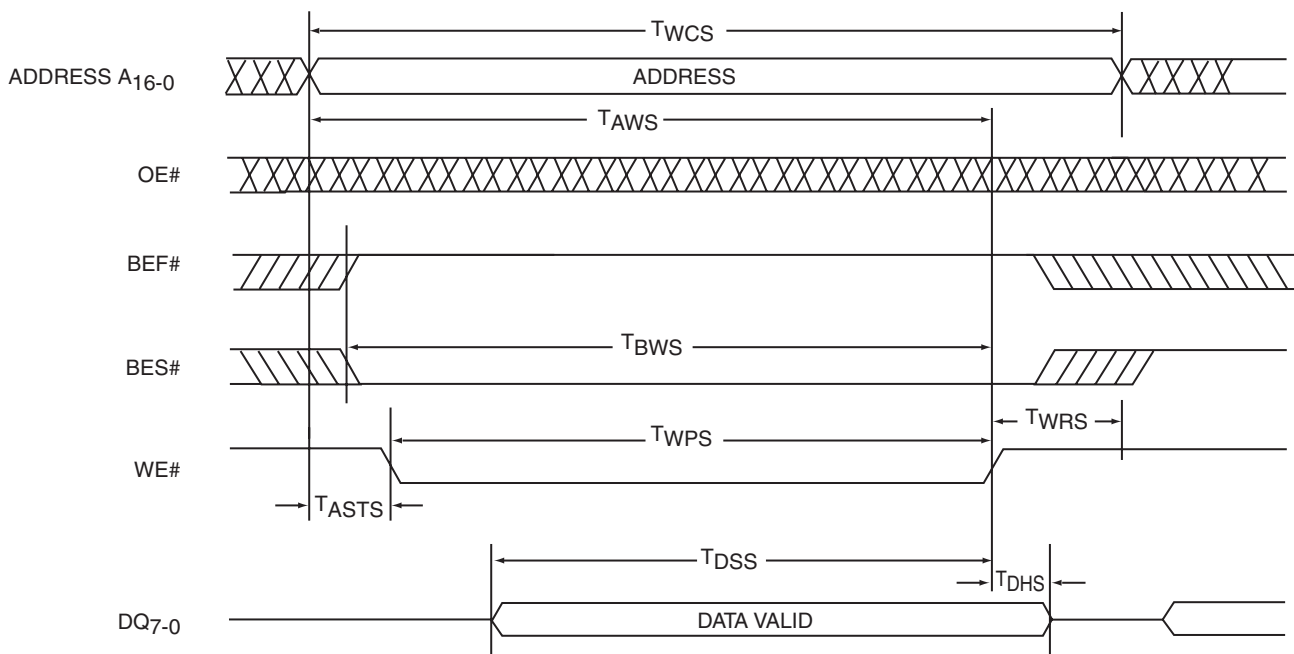 TWCS
ADDRESS A16-0
ADDRESS
TAWS
OE#
BEF#
TBWS
BES#
TWPS
TWRS
WE#
TASTS
TDSS
TDHS
DQ7-0
DATA VALID